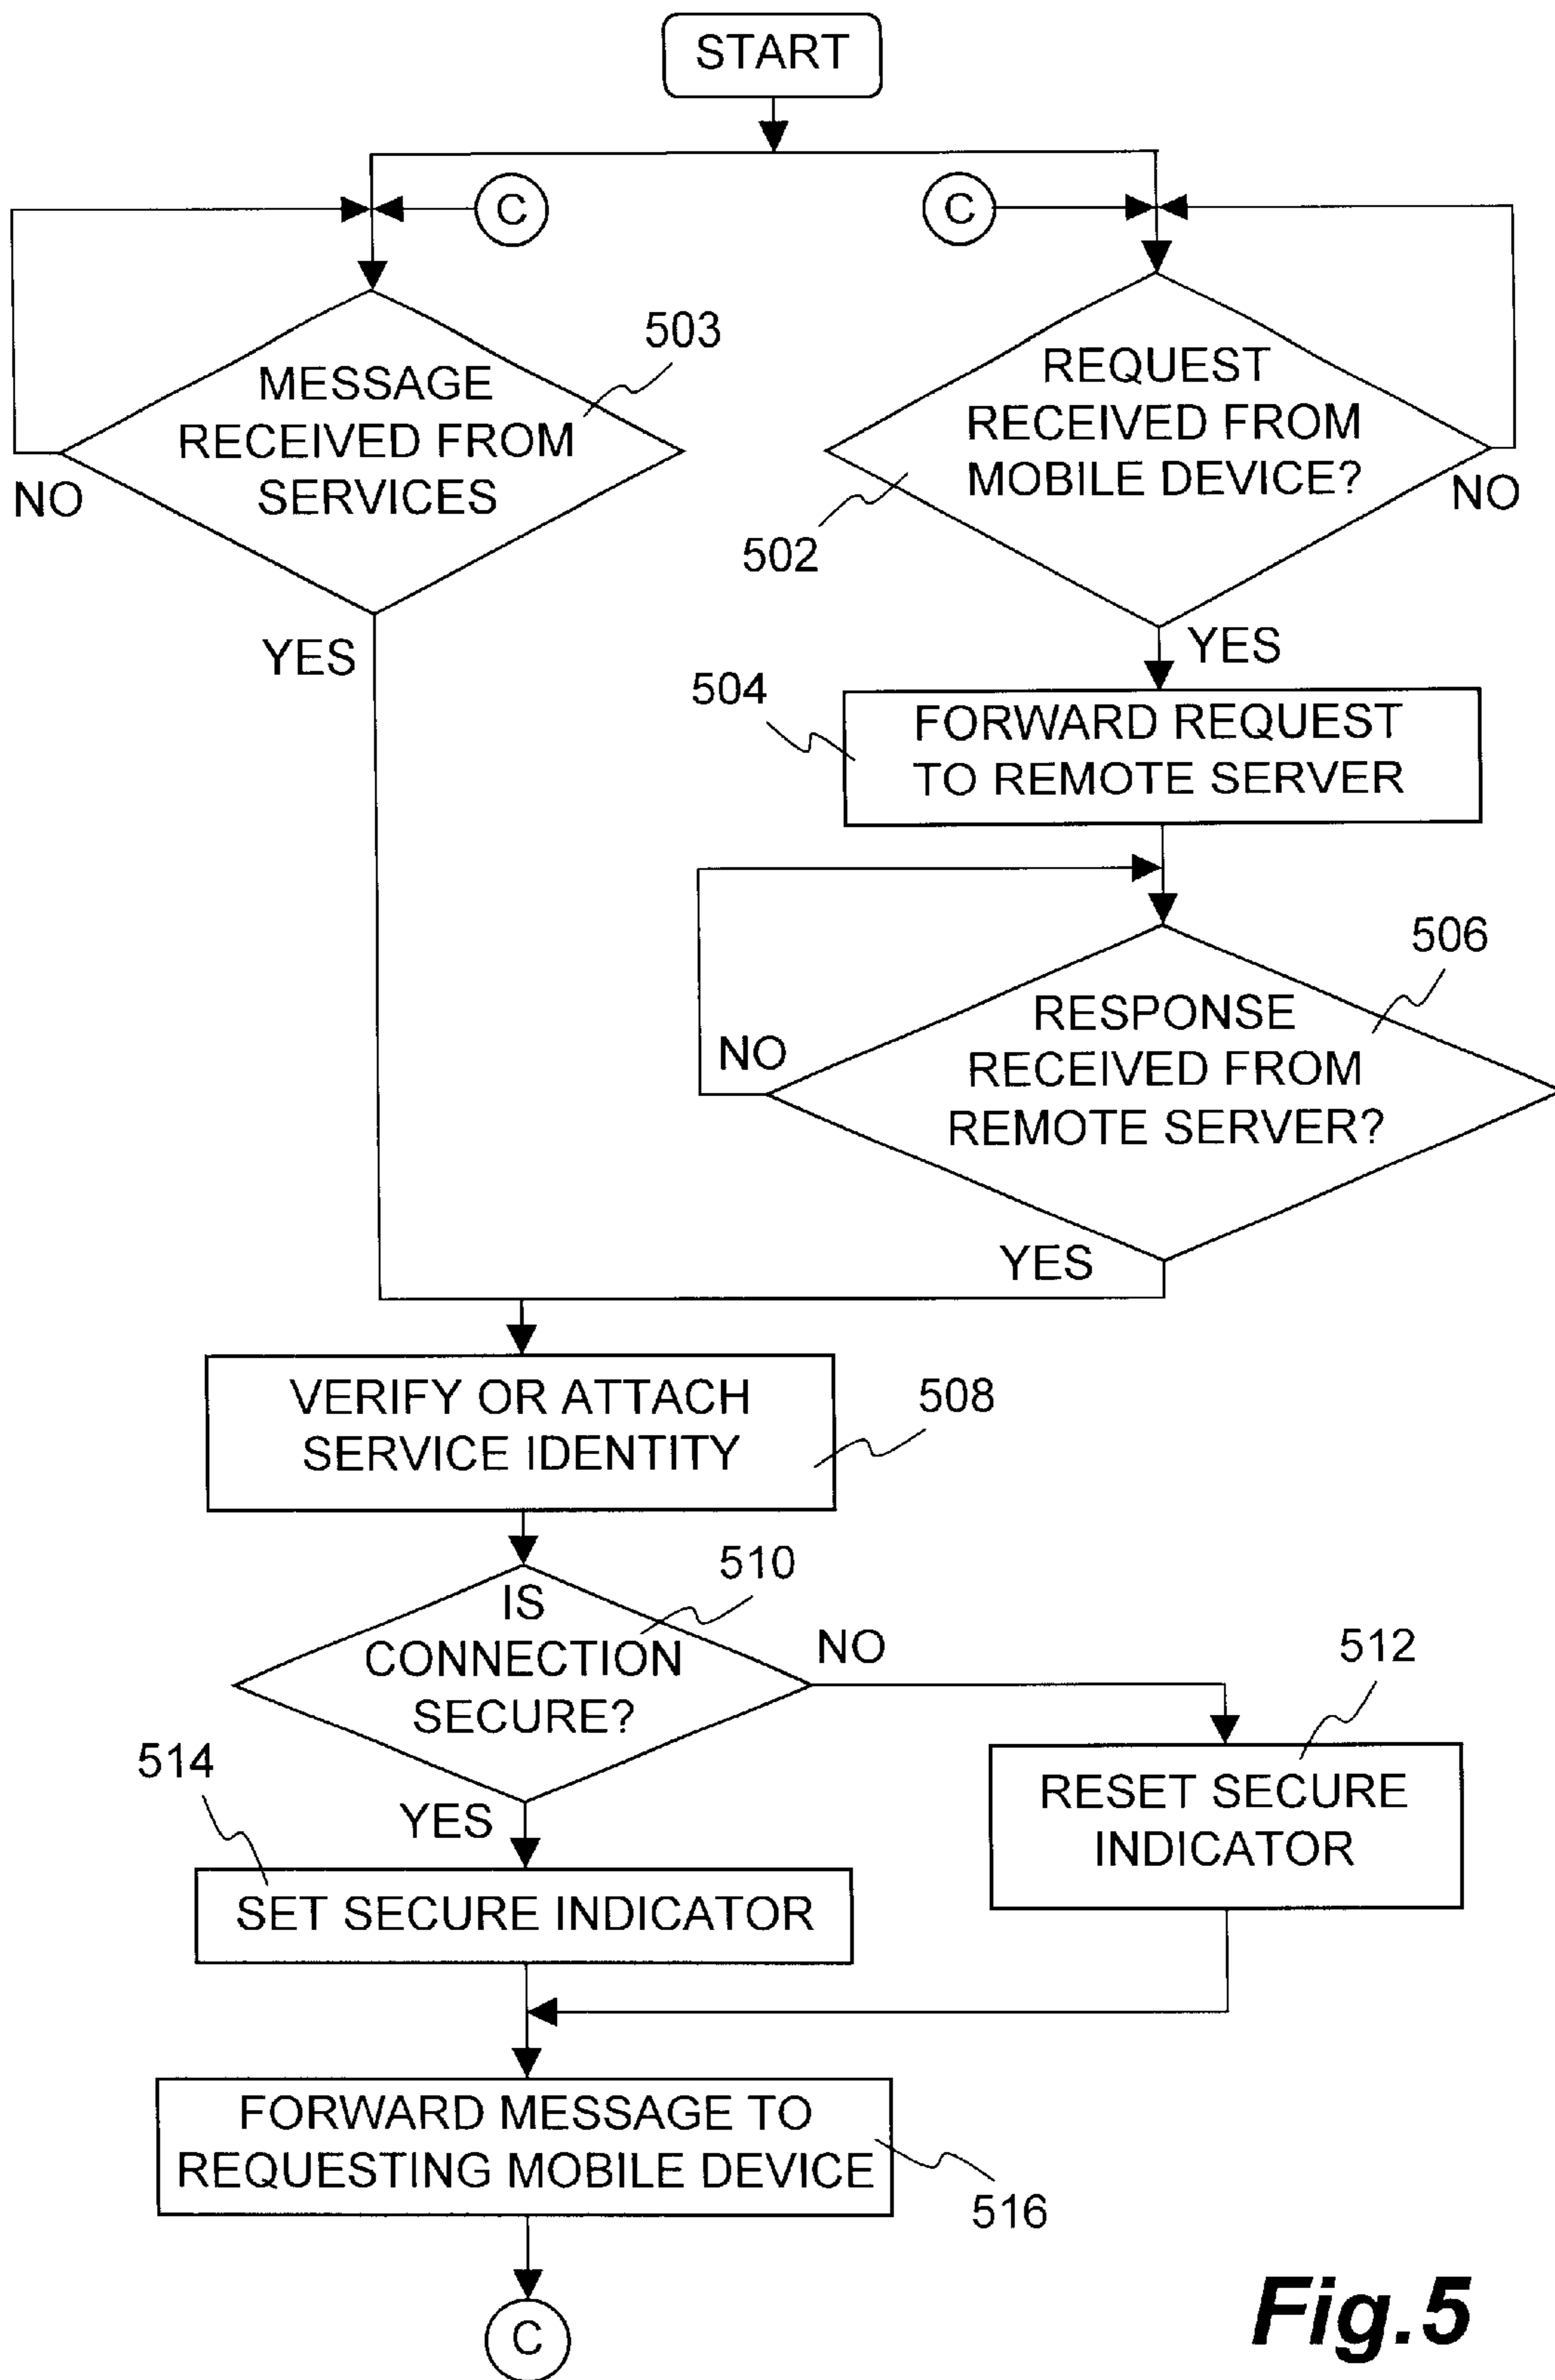 START
C
C
503
MESSAGE
RECEIVED FROM
SERVICES
NO
YES
REQUEST
RECEIVED FROM
MOBILE DEVICE?
NO
502
YES
504
FORWARD REQUEST
TO REMOTE SERVER
506
RESPONSE
RECEIVED FROM
REMOTE SERVER?
NO
YES
VERIFY OR ATTACH
SERVICE IDENTITY
508
510
IS
CONNECTION
SECURE?
NO
512
RESET SECURE
INDICATOR
514
YES
SET SECURE INDICATOR
FORWARD MESSAGE TO
REQUESTING MOBILE DEVICE
516
C
Fig.5